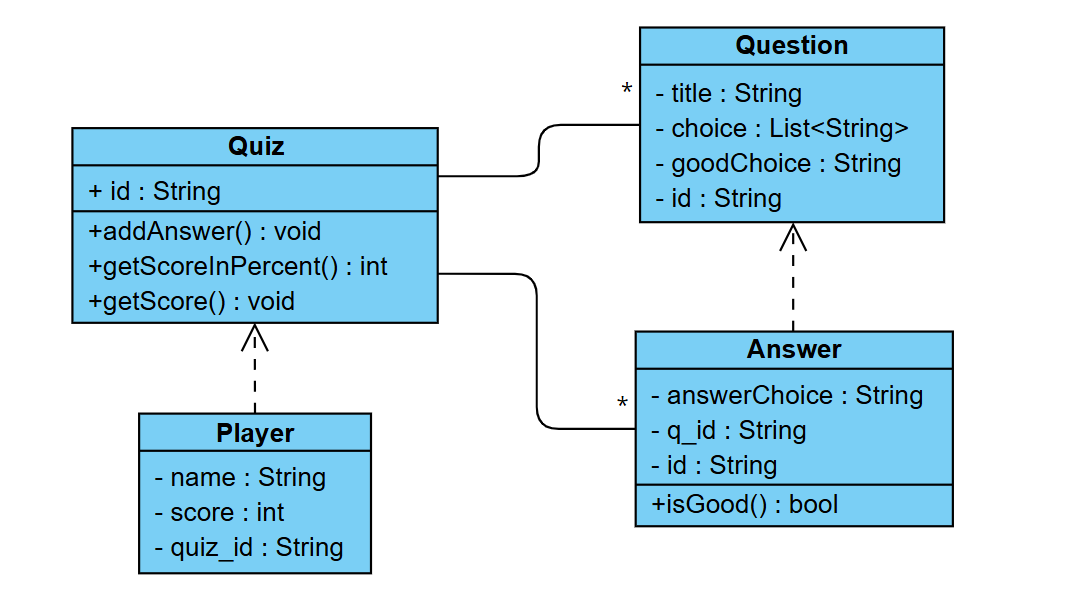 Quiz
+ id : String
+addAnswer() : void
+getScoreInPercent() : int
+getScore() : void
*
Question
- title : String
- choice : List<String>
- goodChoice : String
- id : String
Player
- name : String
- score : int
- quiz_id : String
*
Answer
- answerChoice : String
- q_id : String
- id : String
+isGood() : bool